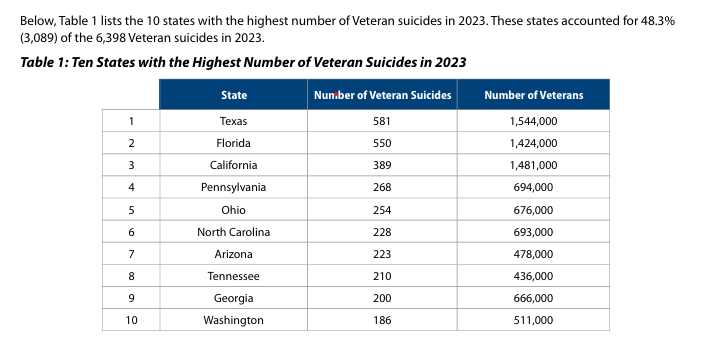 Below, Table 1 lists the 10 states with the highest number of Veteran suicides in 2023. These states accounted for 48.3%
(3,089) of the 6,398 Veteran suicides in 2023.
Table 1: Ten States with the Highest Number of Veteran Suicides in 2023
State Number of Veteran Suicides Number of Veterans
1 Texas 581 1,544,000
2 Florida 550 1,424,000
3 California 389 1,481,000
4 Pennsylvania 268 694,000
5 Ohio 254 676,000
6 North Carolina 228 693,000
7 Arizona 223 478,000
8 Tennessee 210 436,000
9 Georgia 200 666,000
10 Washington 186 511,000